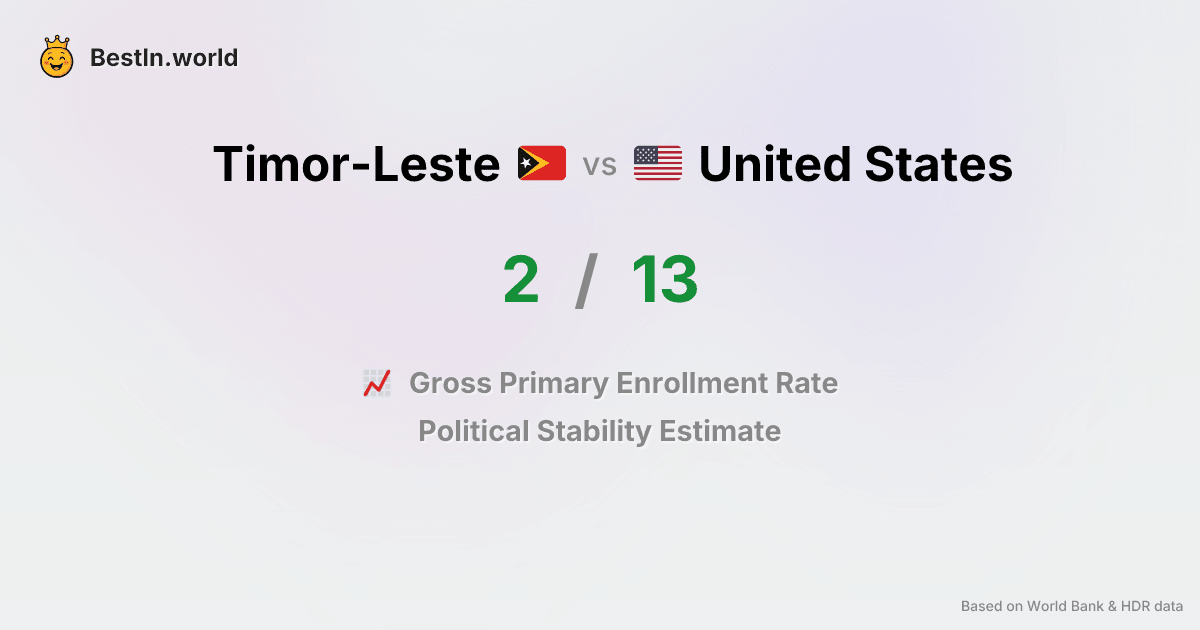 BestIn.world
Timor-Leste vs United States
2 / 13
Gross Primary Enrollment Rate
Political Stability Estimate
Based on World Bank & HDR data